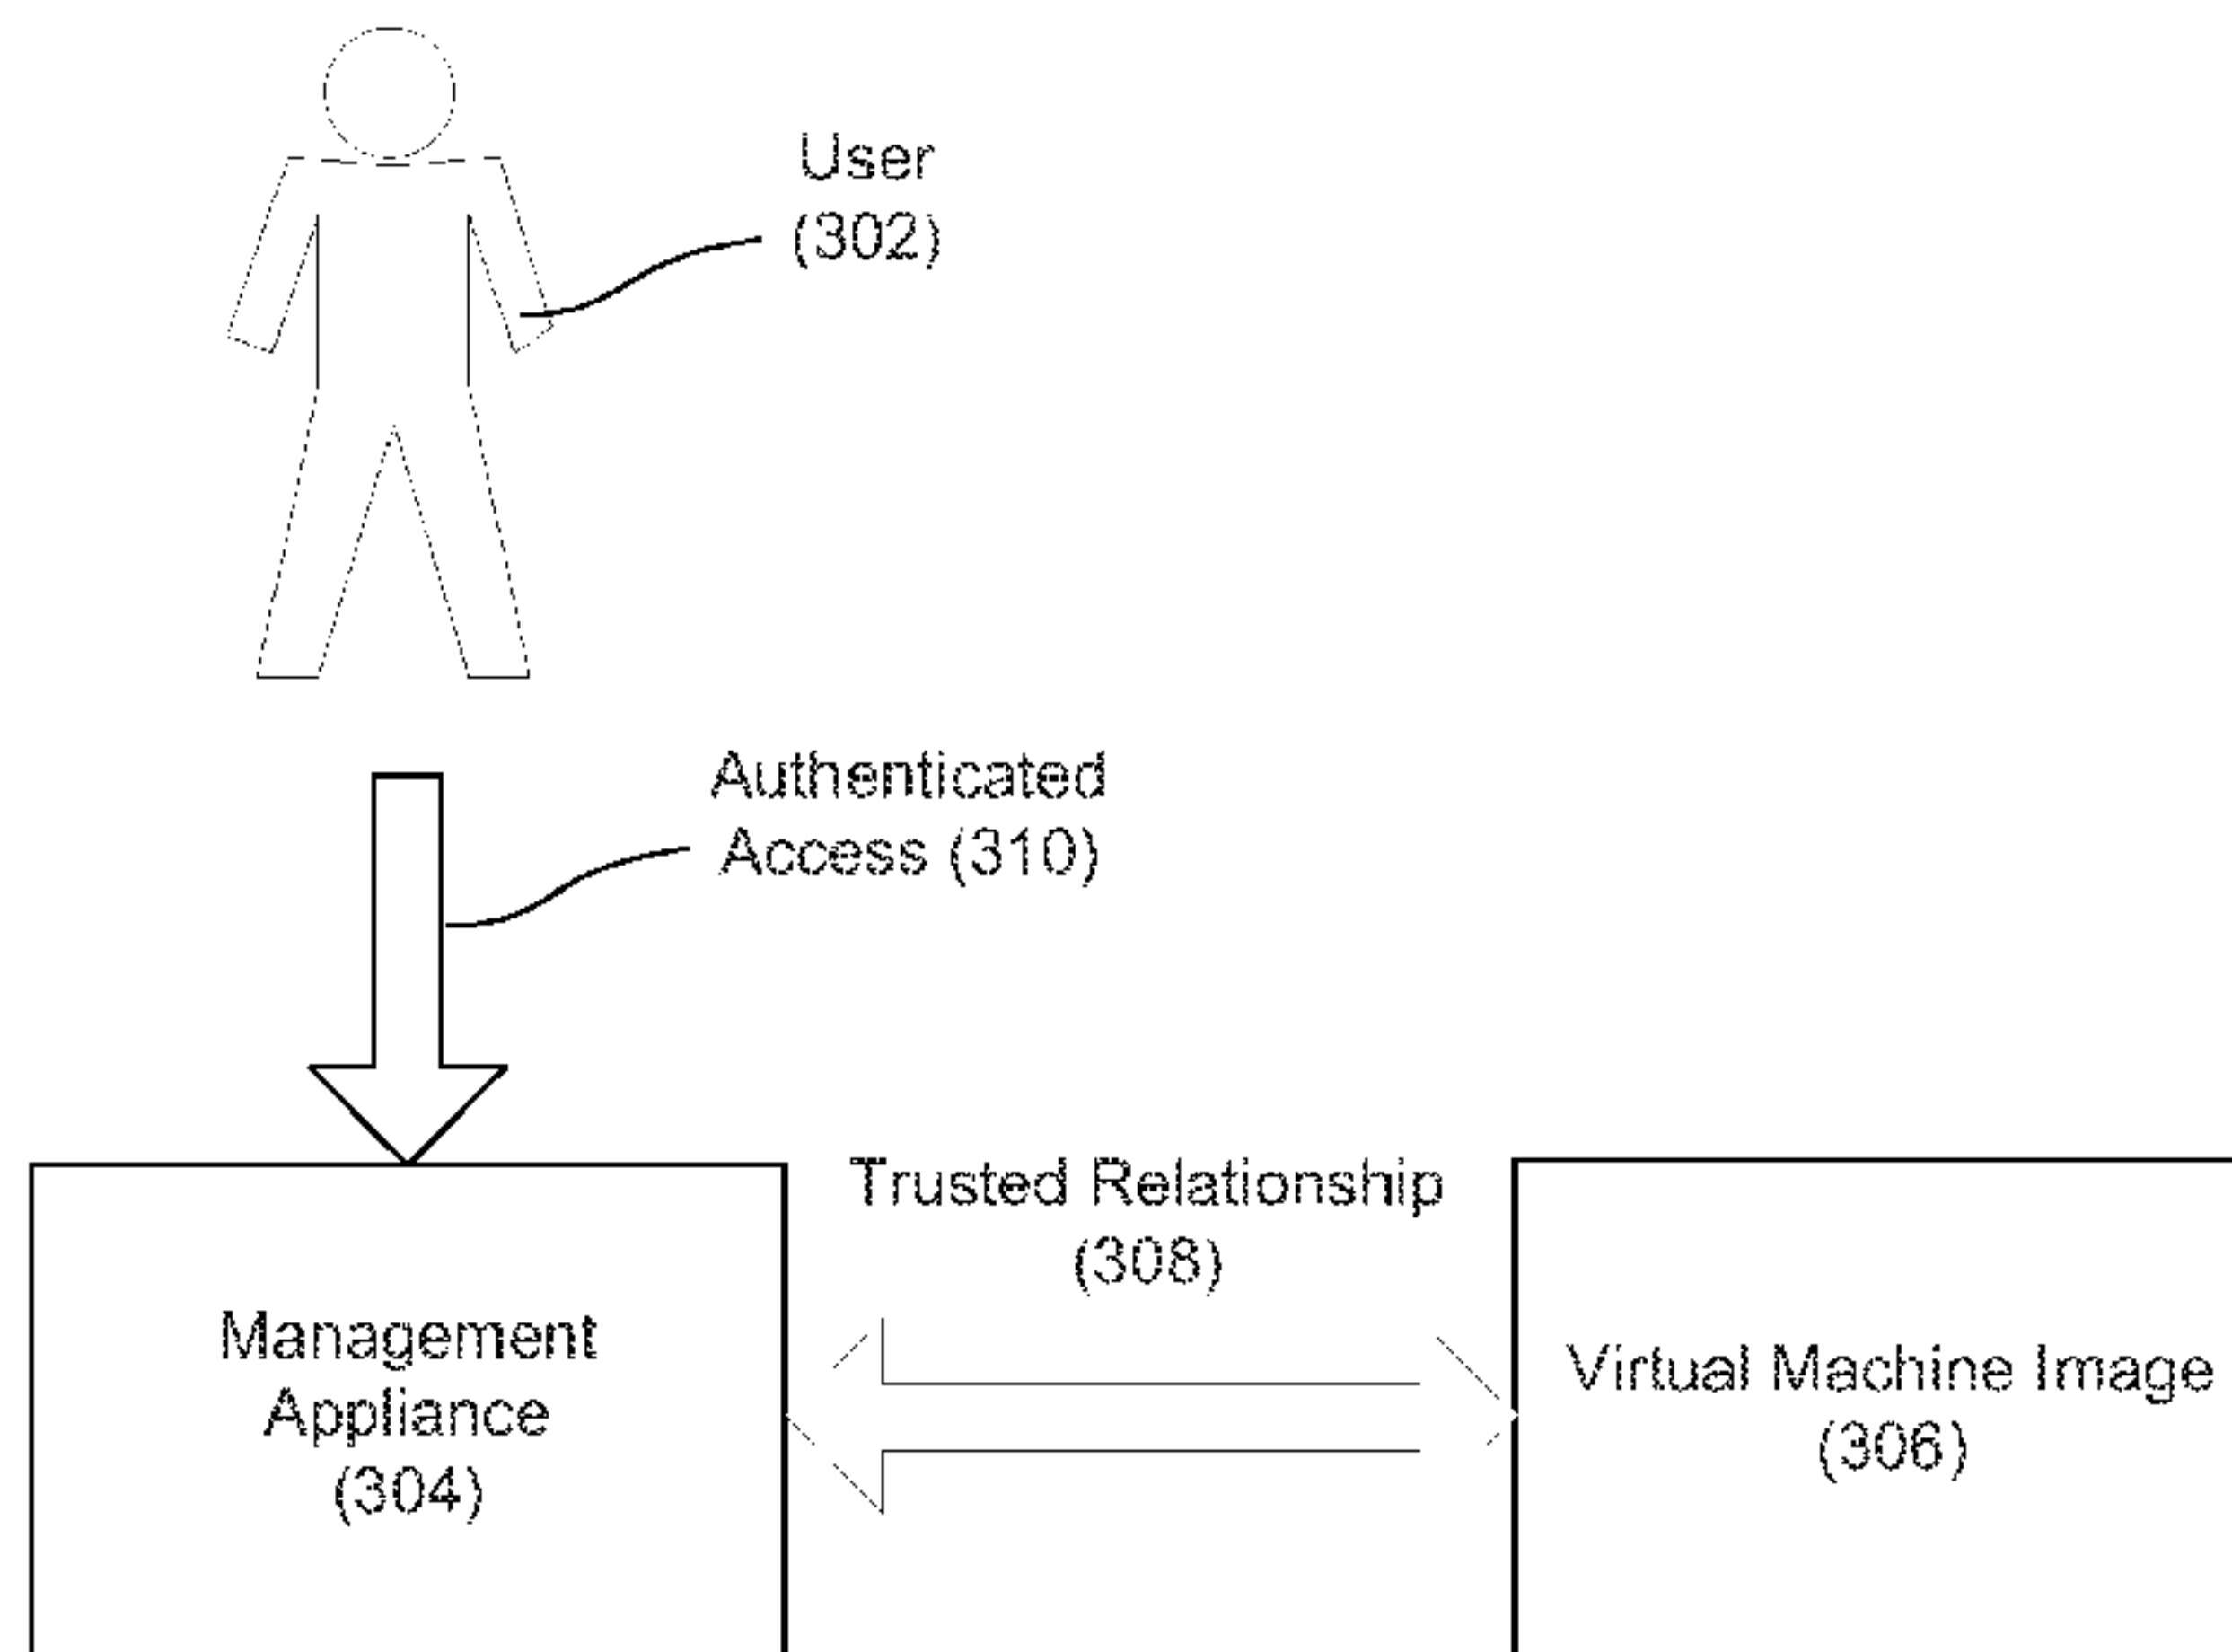 User
(302)
Authenticated
Access (310)
Trusted Relationship
(308)
Management
Appliance
(304)
Virtual Machine Image
(306)